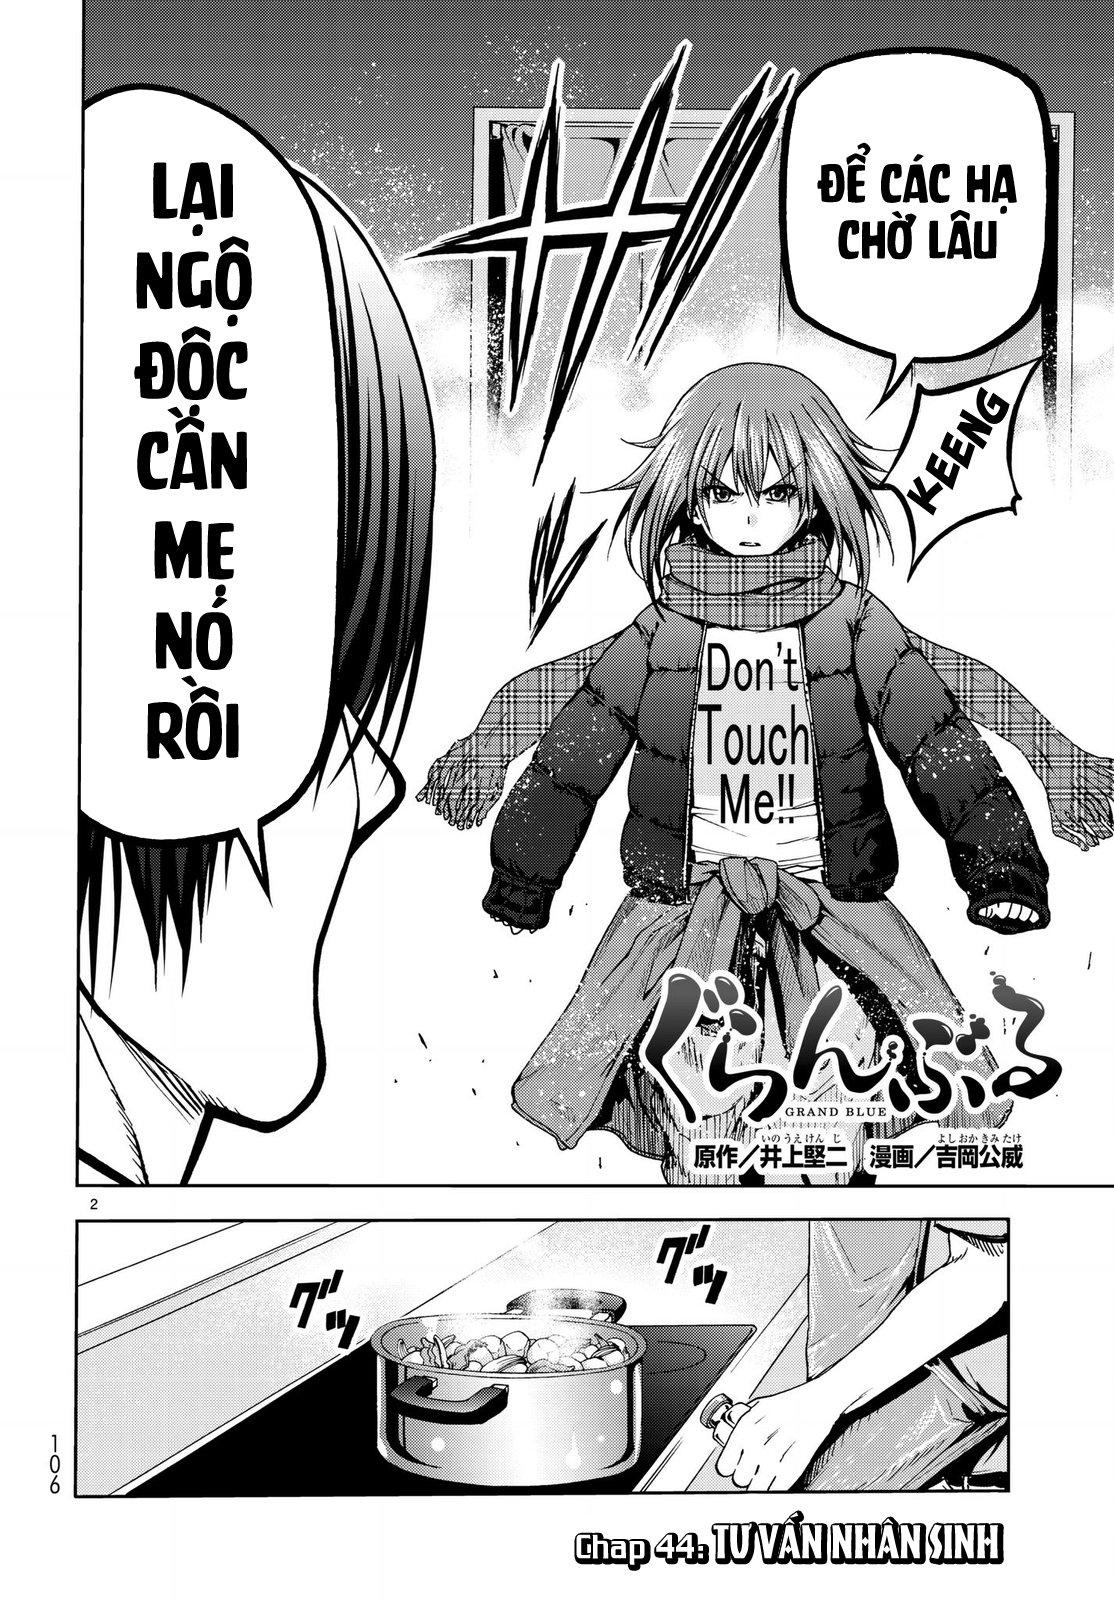 ĐỂ CÁC HẠ
CHỜ LÂU
KEENG
LẠI
NGỘ
ĐỘC
CẦN
MẸ
NÓ
RỒI
Don't
Touch
Me!!
ぐらんぶる
GRAND BLUE
いのうえけんじ よしおかきみたけ
原作／井上堅二 漫画／吉岡公威
2
グッ
グッ
106
Chap 44: TƯ VẤN NHÂN SINH